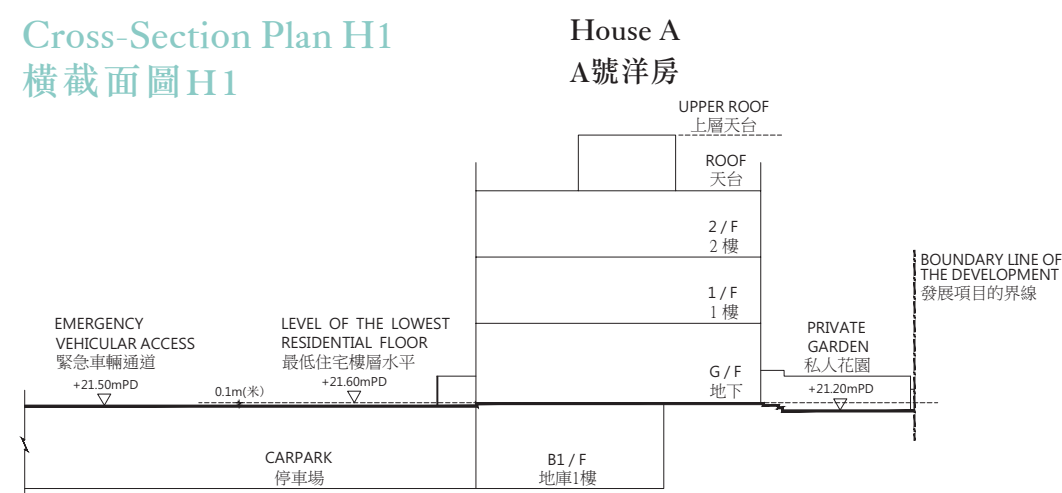 Cross-Section Plan H1
橫截面圖H1
House A
A號洋房
UPPER ROOF
上層天台
ROOF
天台
2 / F
2 樓
1 / F
1 樓
G / F
地下
BOUNDARY LINE OF
THE DEVELOPMENT
發展項目的界線
EMERGENCY
VEHICULAR ACCESS
緊急車輛通道
+21.50mPD
0.1m(米)
LEVEL OF THE LOWEST
RESIDENTIAL FLOOR
最低住宅樓層水平
+21.60mPD
PRIVATE
GARDEN
私人花園
+21.20mPD
CARPARK
停車場
B1 / F
地庫1樓